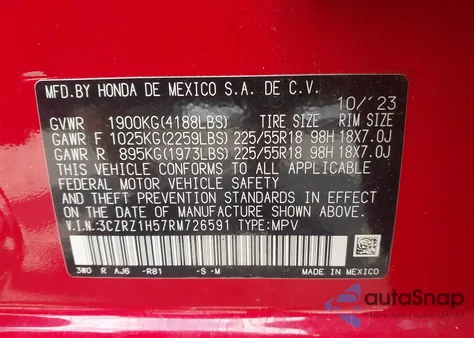 MFD.BY HONDA DE MEXICO S.A. DE C.V.
10/'23
GVWR 1900KG(4188LBS) TIRE SIZE RIM SIZE
GAWR F 1025KG(2259LBS) 225/55R18 98H 18X7.0J
GAWR R 895KG(1973LBS) 225/55R18 98H 18X7.0J
THIS VEHICLE CONFORMS TO ALL APPLICABLE
FEDERAL MOTOR VEHICLE SAFETY
AND THEFT PREVENTION STANDARDS IN EFFECT
ON THE DATE OF MANUFACTURE SHOWN ABOVE.
V.I.N.3CZRZ1H57RM726591 TYPE:MPV
3W0 R AJ6 -R81 -S -M MADE IN MEXICO
autoSnap